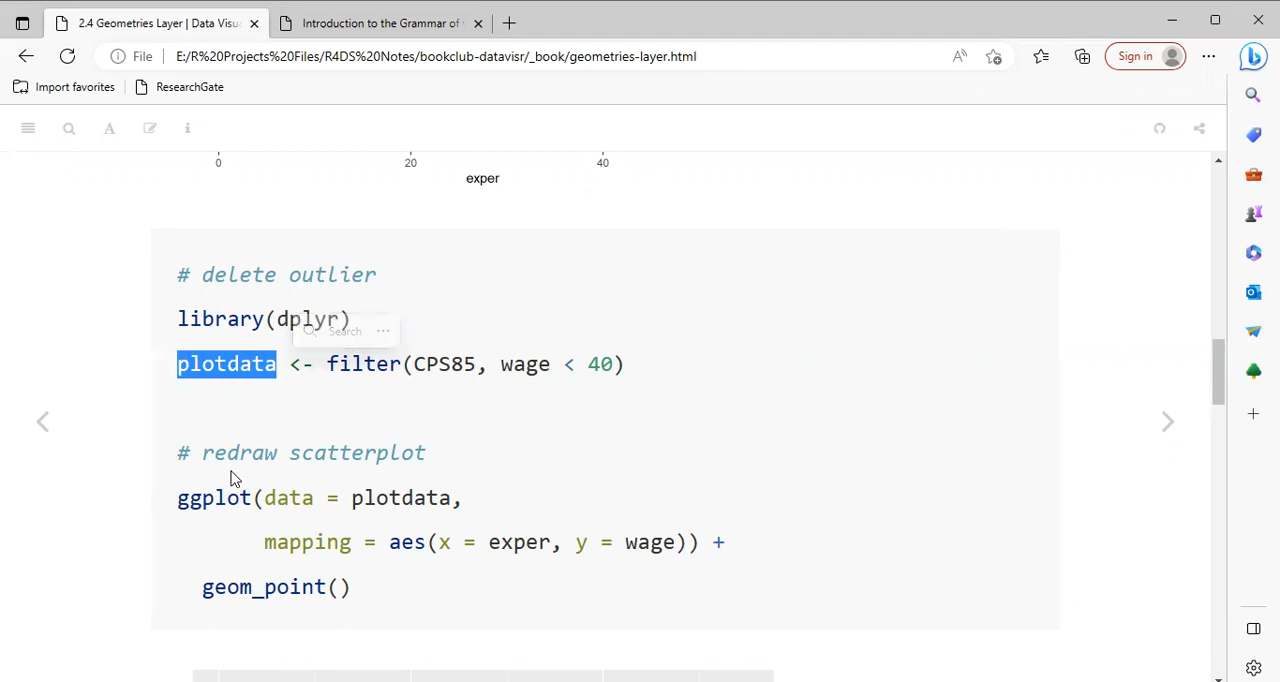 2.4 Geometries Layer | Data Visu
Introduction to the Grammar of
File
E:/R%20Projects%20Files/R4DS%20Notes/bookclub-datavisr/_book/geometries-layer.html
Sign in
Import favorites
ResearchGate
0 20 40
exper
# delete outlier
library(dplyr)
Search
plotdata <- filter(CPS85, wage < 40)
# redraw scatterplot
ggplot(data = plotdata,
mapping = aes(x = exper, y = wage)) +
geom_point()